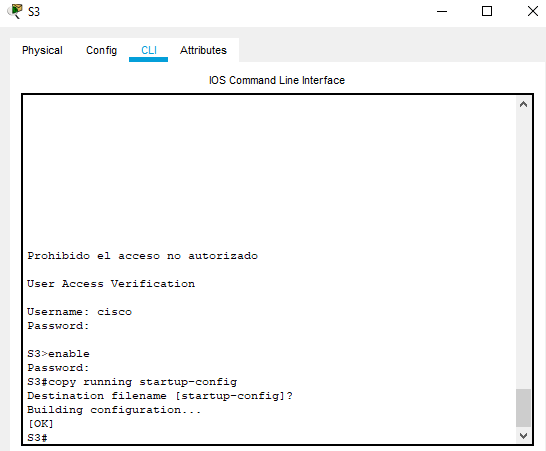 S3
Physical Config CLI Attributes
IOS Command Line Interface
Prohibido el acceso no autorizado
User Access Verification
Username: cisco
Password:
S3>enable
Password:
S3#copy running startup-config
Destination filename [startup-config]?
Building configuration...
[OK]
S3#